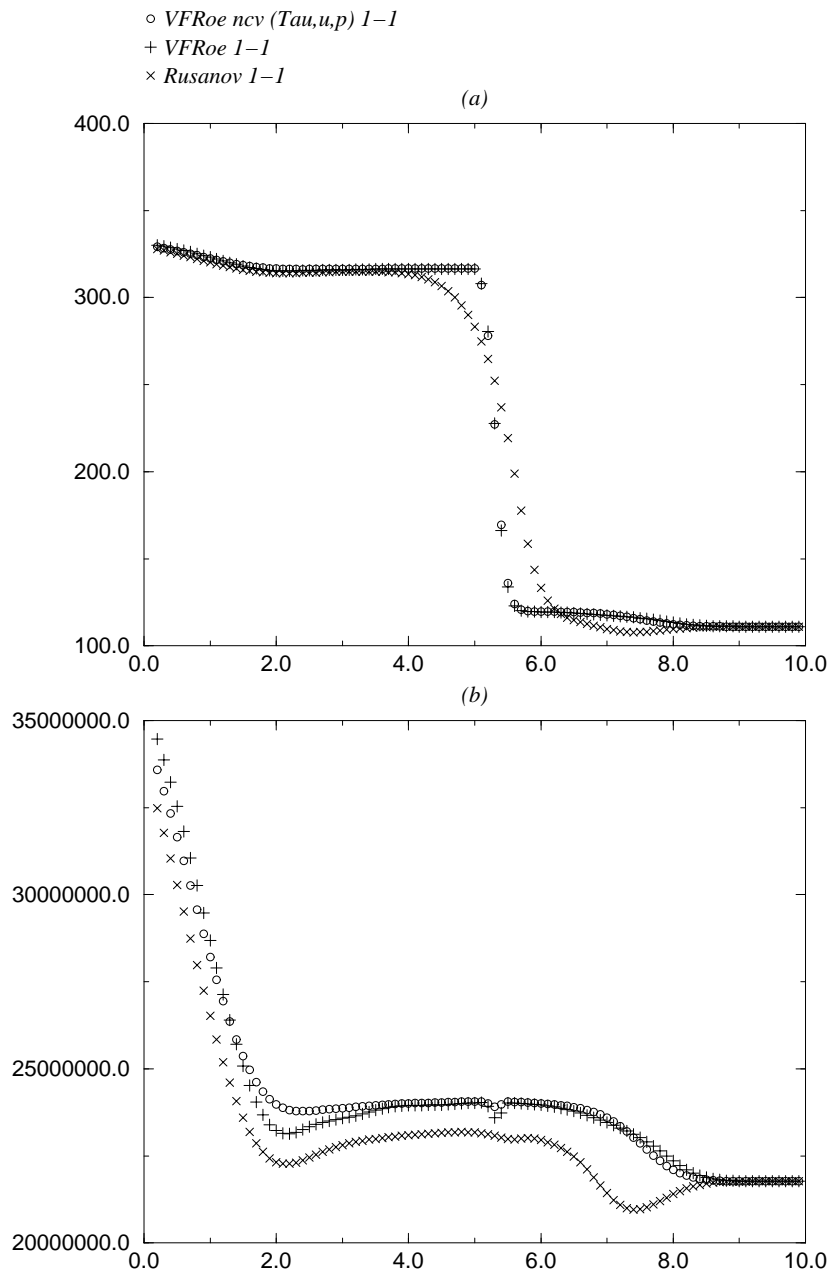 VFRoe ncv (Tau,u,p) 1−1
VFRoe 1−1
Rusanov 1−1
(a)
400.0
300.0
200.0
100.0
0.0 2.0 4.0 6.0 8.0 10.0
(b)
35000000.0
30000000.0
25000000.0
20000000.0
0.0 2.0 4.0 6.0 8.0 10.0